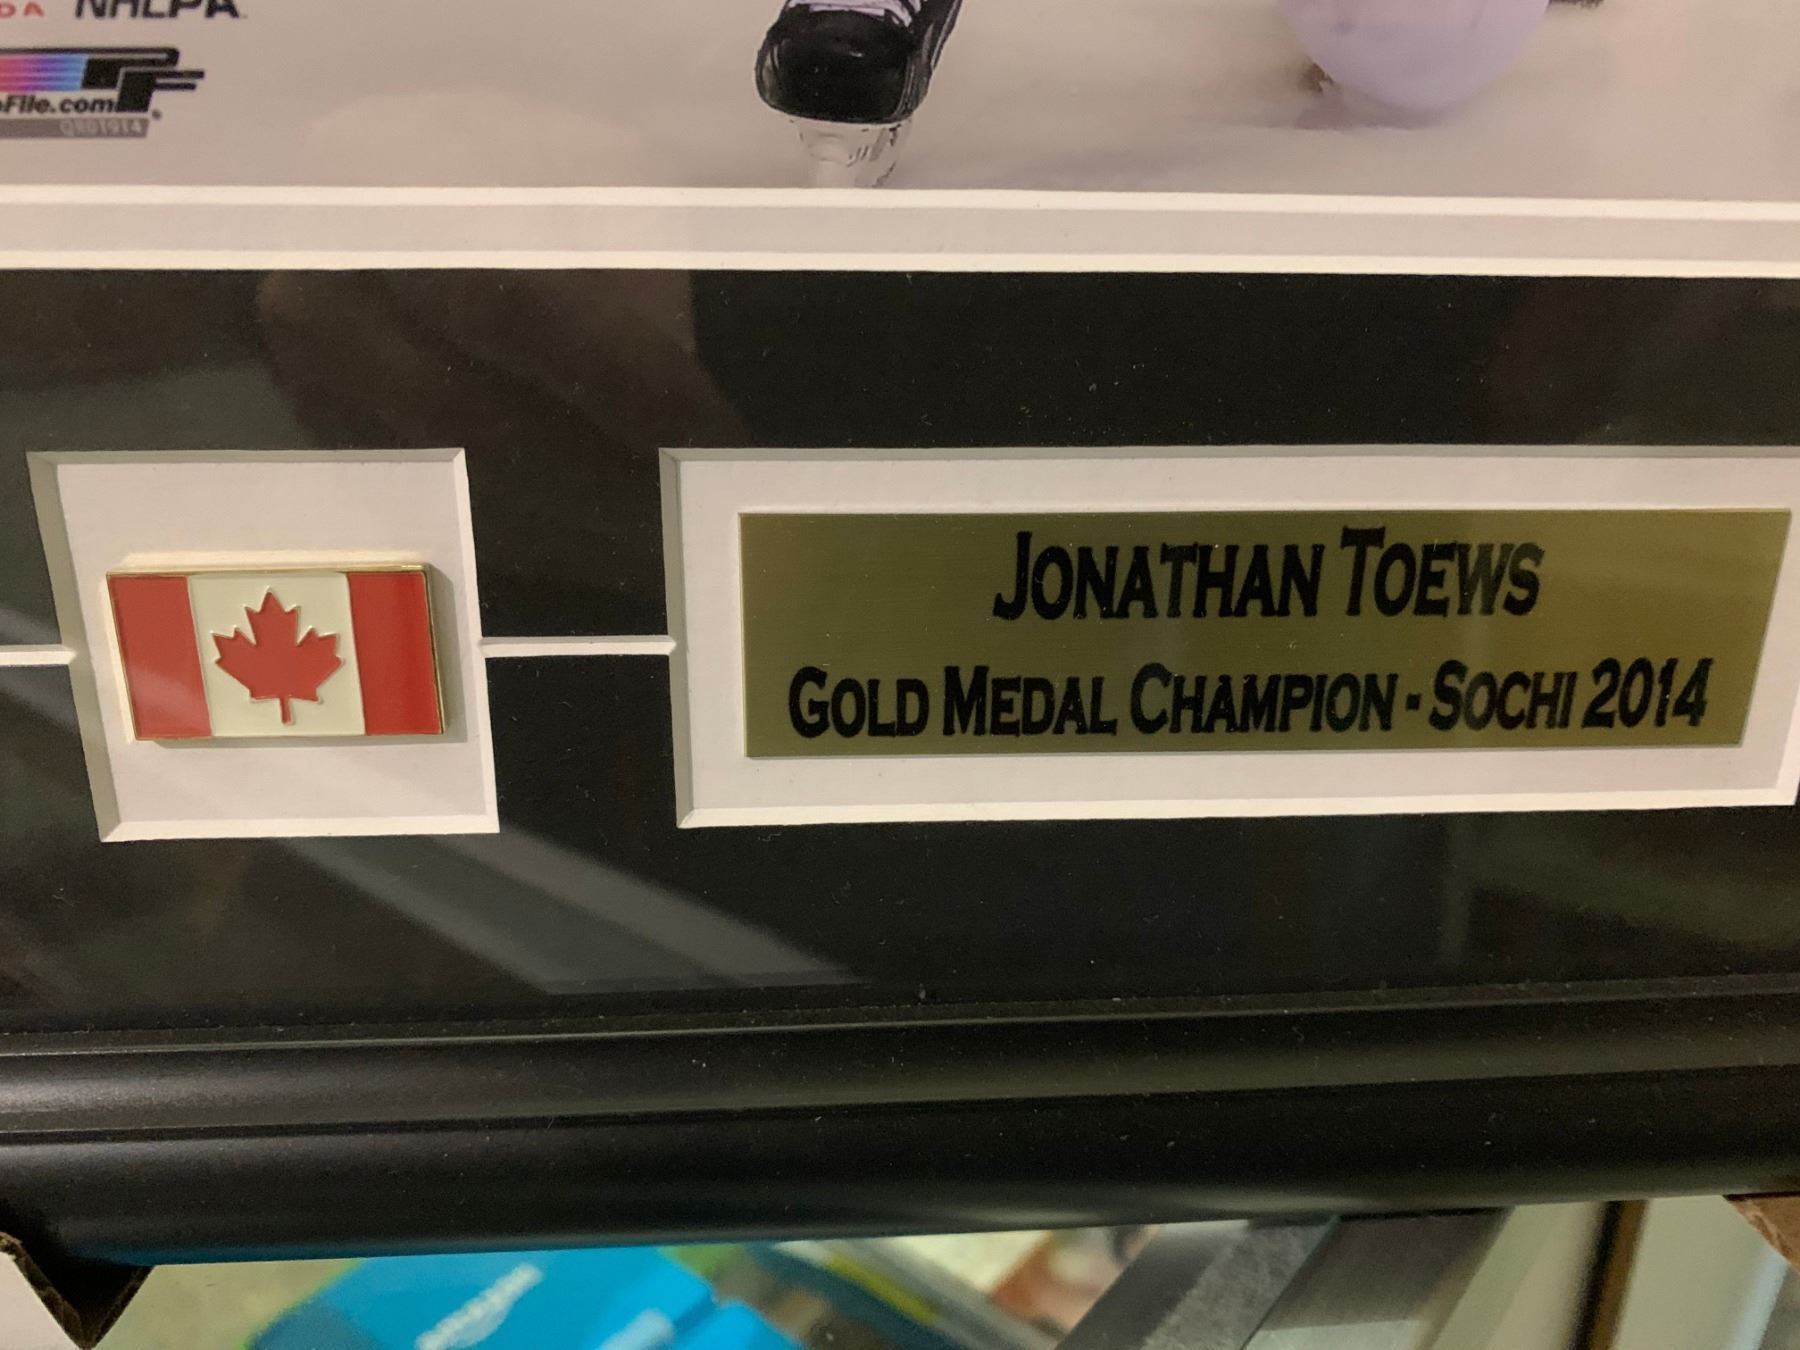 NHLPA
File.com
JONATHAN TOEWS
GOLD MEDAL CHAMPION - SOCHI 2014